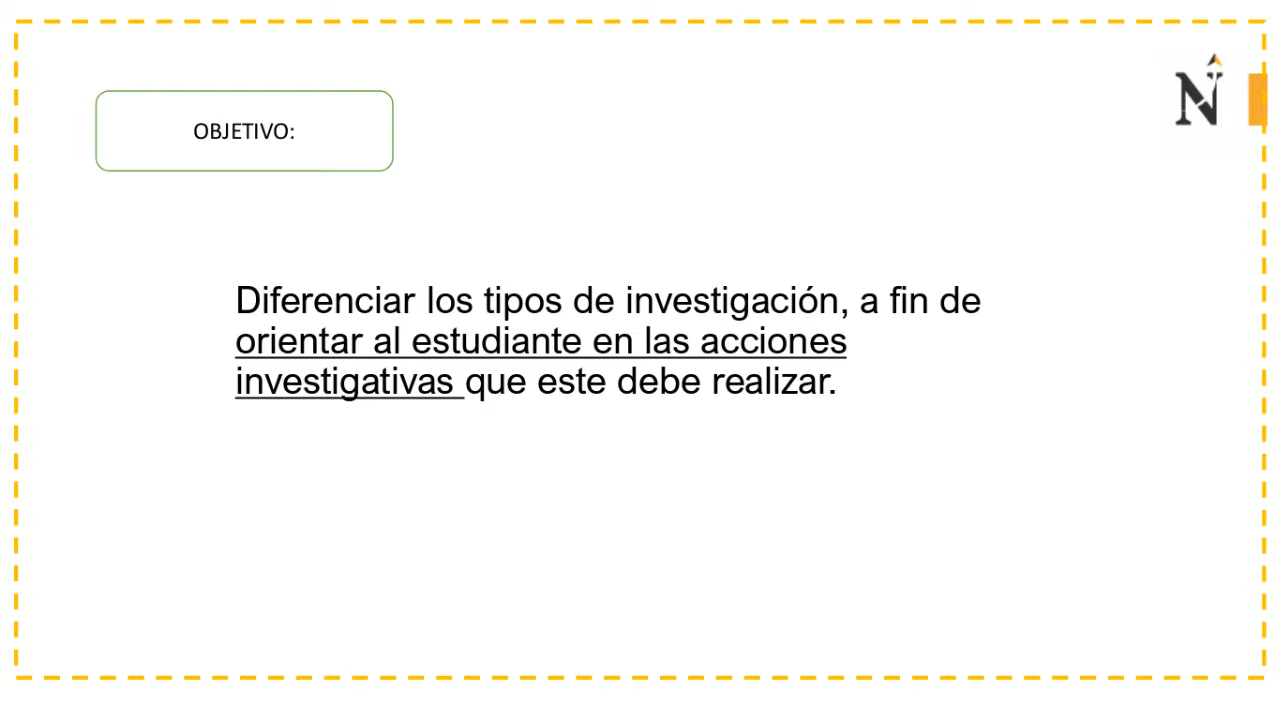 OBJETIVO:
N
Diferenciar los tipos de investigación, a fin de
orientar al estudiante en las acciones
investigativas que este debe realizar.